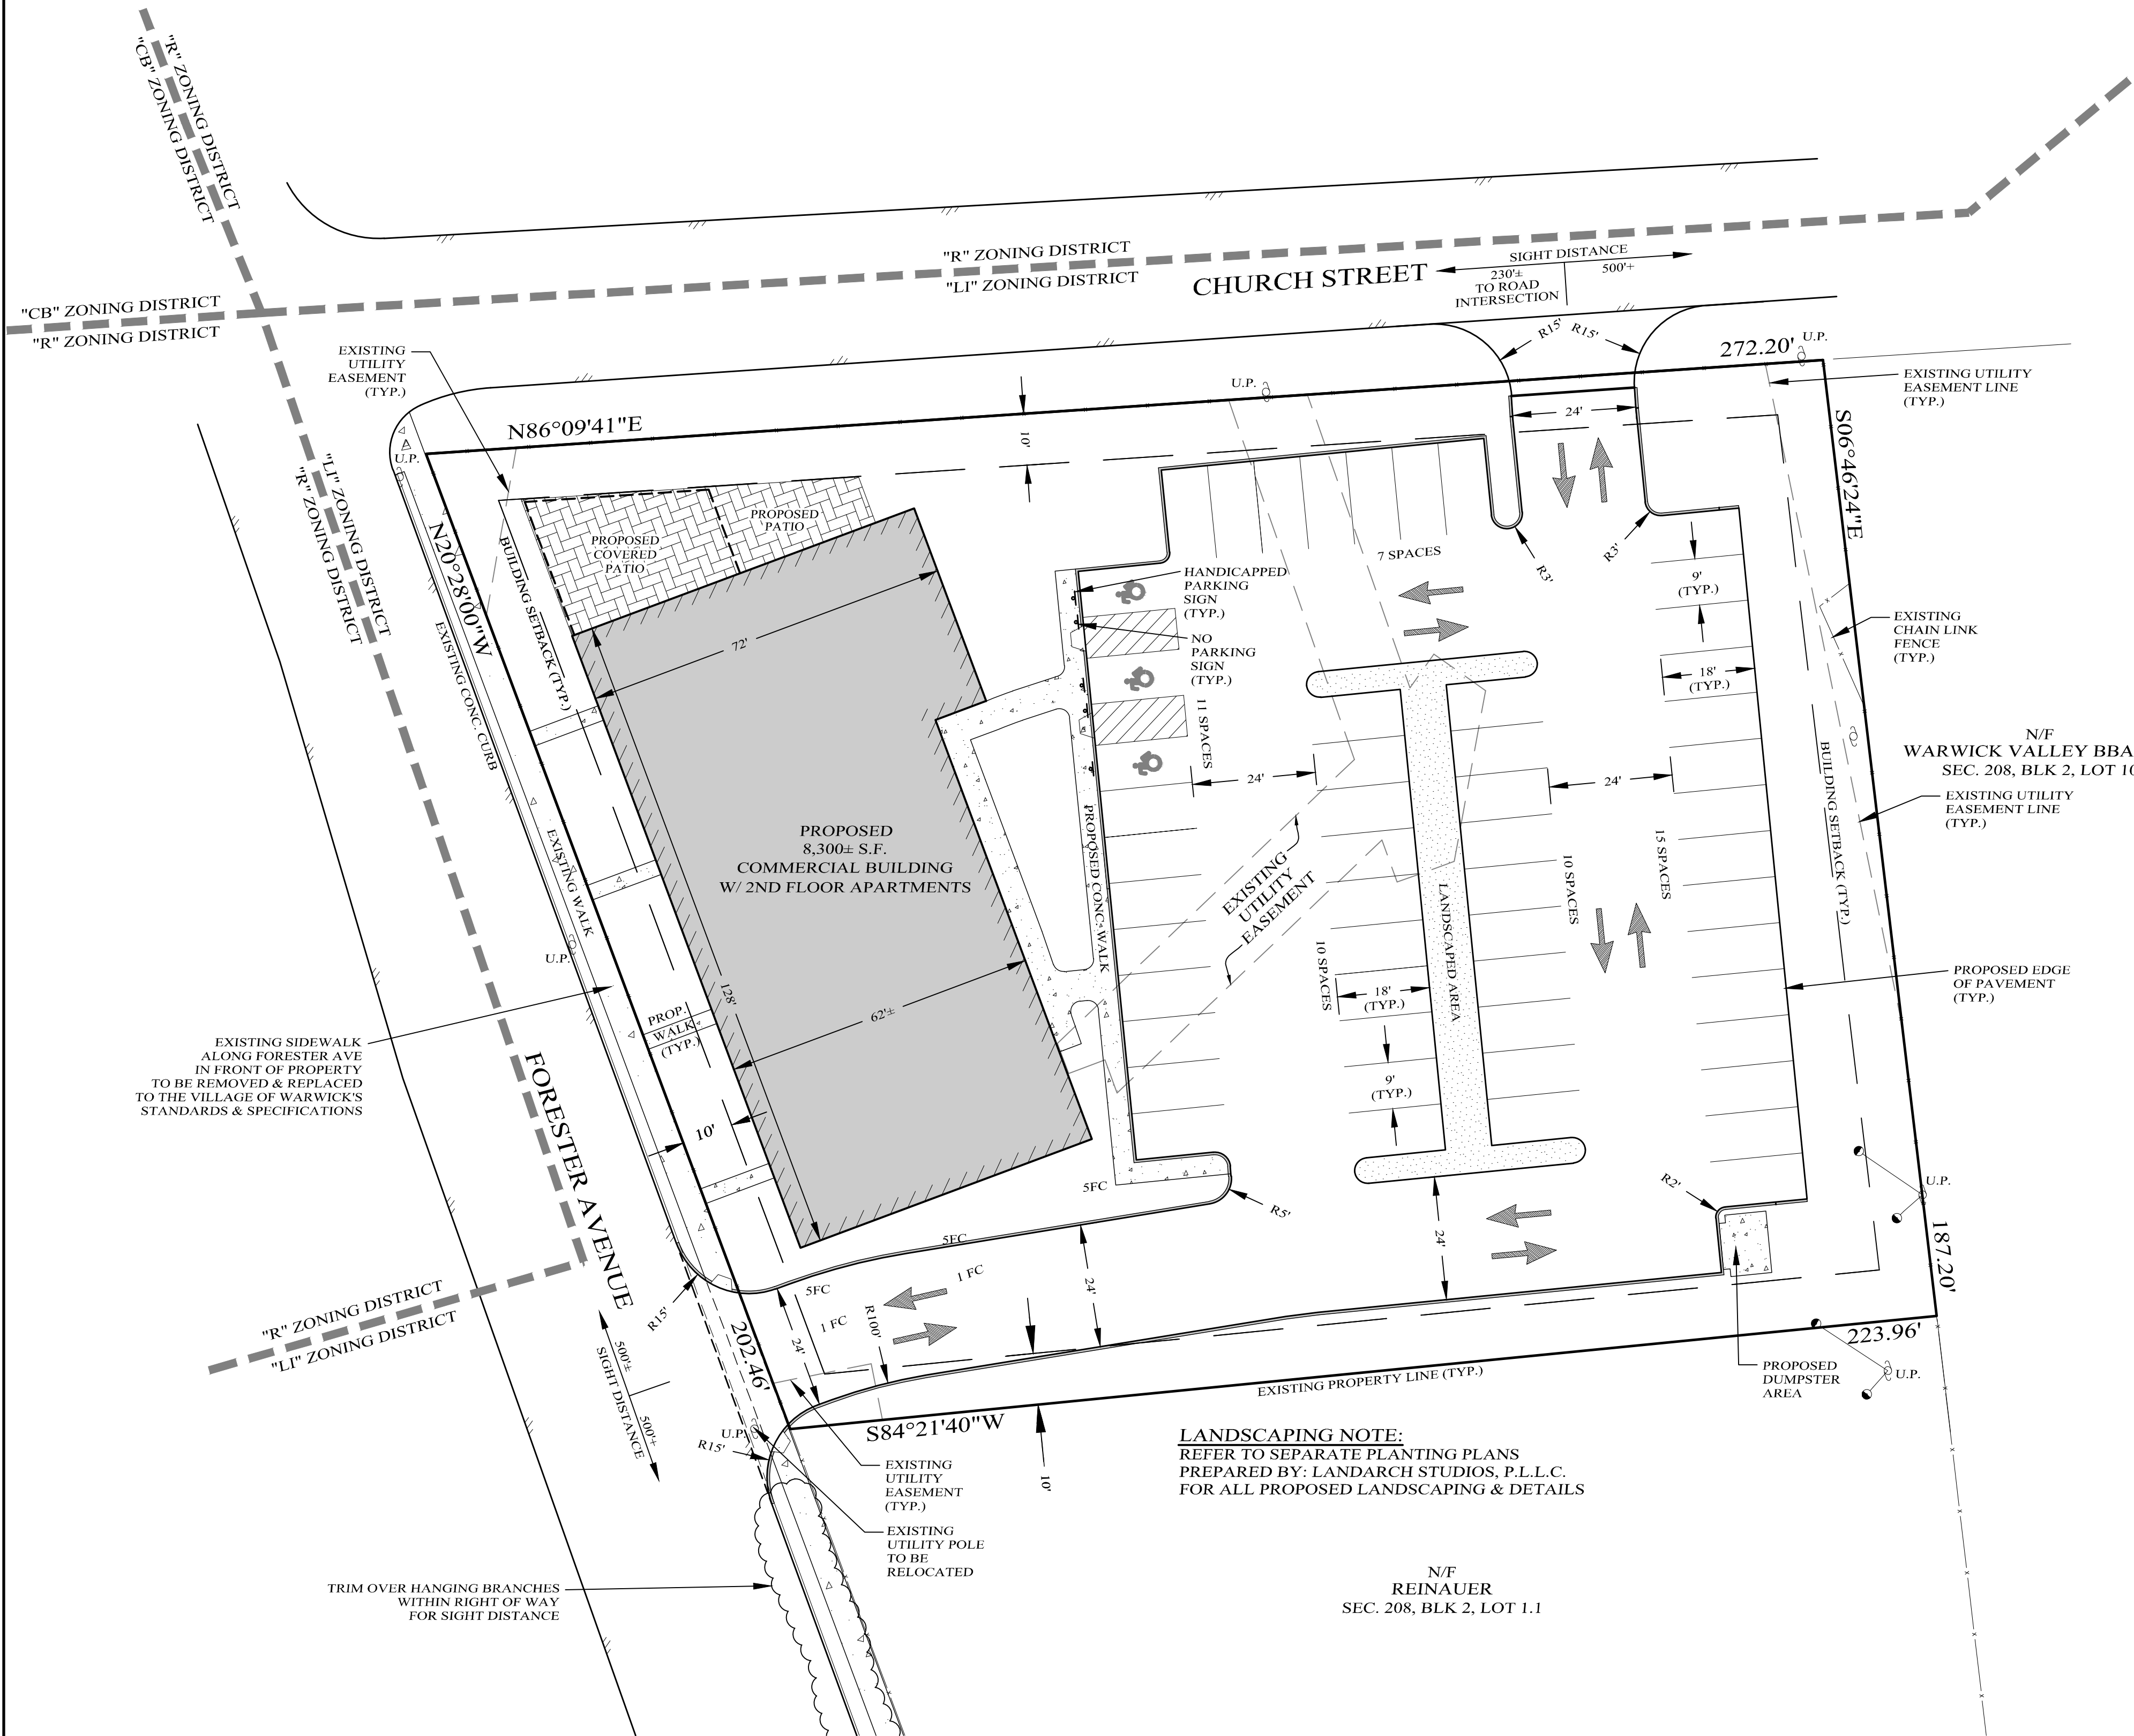 "R" ZONING DISTRICT
"CB" ZONING DISTRICT
"R" ZONING DISTRICT
"LI" ZONING DISTRICT
CHURCH STREET
SIGHT DISTANCE
230'±
TO ROAD
INTERSECTION
500'+
"CB" ZONING DISTRICT
"R" ZONING DISTRICT
EXISTING
UTILITY
EASEMENT
(TYP.)
R15'
R15'
272.20'
U.P.
EXISTING UTILITY
EASEMENT LINE
(TYP.)
U.P.
24'
N86°09'41"E
10'
S06°46'24"E
U.P.
"LI" ZONING DISTRICT
"R" ZONING DISTRICT
N20°28'00"W
BUILDING SETBACK (TYP.)
PROPOSED
COVERED
PATIO
PROPOSED
PATIO
7 SPACES
R3'
R3'
9'
(TYP.)
HANDICAPPED
PARKING
SIGN
(TYP.)
NO
PARKING
SIGN
(TYP.)
EXISTING
CHAIN LINK
FENCE
(TYP.)
72'
18'
(TYP.)
EXISTING CONC. CURB
11 SPACES
24'
24'
N/F
WARWICK VALLEY BBA
SEC. 208, BLK 2, LOT 10
EXISTING UTILITY
EASEMENT LINE
(TYP.)
BUILDING SETBACK (TYP.)
PROPOSED
8,300± S.F.
COMMERCIAL BUILDING
W/ 2ND FLOOR APARTMENTS
PROPOSED CONC. WALK
EXISTING
UTILITY
EASEMENT
LANDSCAPED AREA
10 SPACES
15 SPACES
10 SPACES
EXISTING WALK
U.P.
18'
(TYP.)
PROPOSED EDGE
OF PAVEMENT
(TYP.)
128'
62'±
PROP.
WALK
(TYP.)
EXISTING SIDEWALK
ALONG FORESTER AVE
IN FRONT OF PROPERTY
TO BE REMOVED & REPLACED
TO THE VILLAGE OF WARWICK'S
STANDARDS & SPECIFICATIONS
9'
(TYP.)
FORESTER AVENUE
10'
5FC
R5'
R2'
U.P.
187.20'
5FC
24'
24'
1 FC
5FC
1 FC
R100'
24'
R15'
202.46'
"R" ZONING DISTRICT
"LI" ZONING DISTRICT
500'±
SIGHT DISTANCE
500'+
223.96'
PROPOSED
DUMPSTER
AREA
U.P.
EXISTING PROPERTY LINE (TYP.)
S84°21'40"W
U.P.
R15'
10'
LANDSCAPING NOTE:
REFER TO SEPARATE PLANTING PLANS
PREPARED BY: LANDARCH STUDIOS, P.L.L.C.
FOR ALL PROPOSED LANDSCAPING & DETAILS
EXISTING
UTILITY
EASEMENT
(TYP.)
EXISTING
UTILITY POLE
TO BE
RELOCATED
TRIM OVER HANGING BRANCHES
WITHIN RIGHT OF WAY
FOR SIGHT DISTANCE
N/F
REINAUER
SEC. 208, BLK 2, LOT 1.1